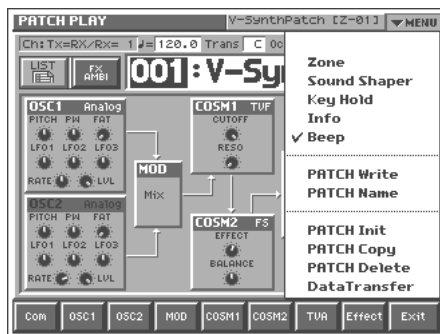 PATCH PLAY
V-SynthPatch [Z-01]
▼MENU
Ch:Tx=RX/Rx= 1 ♩= 120.0 Trans C Oc
LIST
FX
AMBI
001:V-Sy
OSC1 Analog
PITCH PW FAT
LFO1 LFO2 LFO3
RATE LVL
OSC2 Analog
PITCH PW FAT
LFO1 LFO2 LFO3
RATE LVL
MOD
Mix
COSM1 TVF
CUTOFF
RESO
COSM2 FS
EFFECT
BALANCE
Zone
Sound Shaper
Key Hold
Info
✓ Beep
PATCH Write
PATCH Name
PATCH Init
PATCH Copy
PATCH Delete
DataTransfer
Com OSC1 OSC2 MOD COSM1 COSM2 TVA Effect Exit